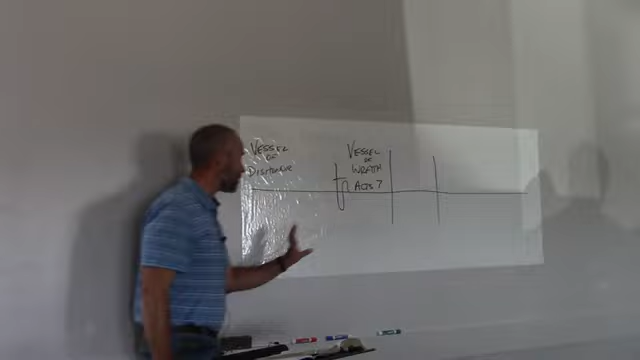 VESSEL
OF
DISHONOR
VESSEL
OF
WRATH
ACTS 7